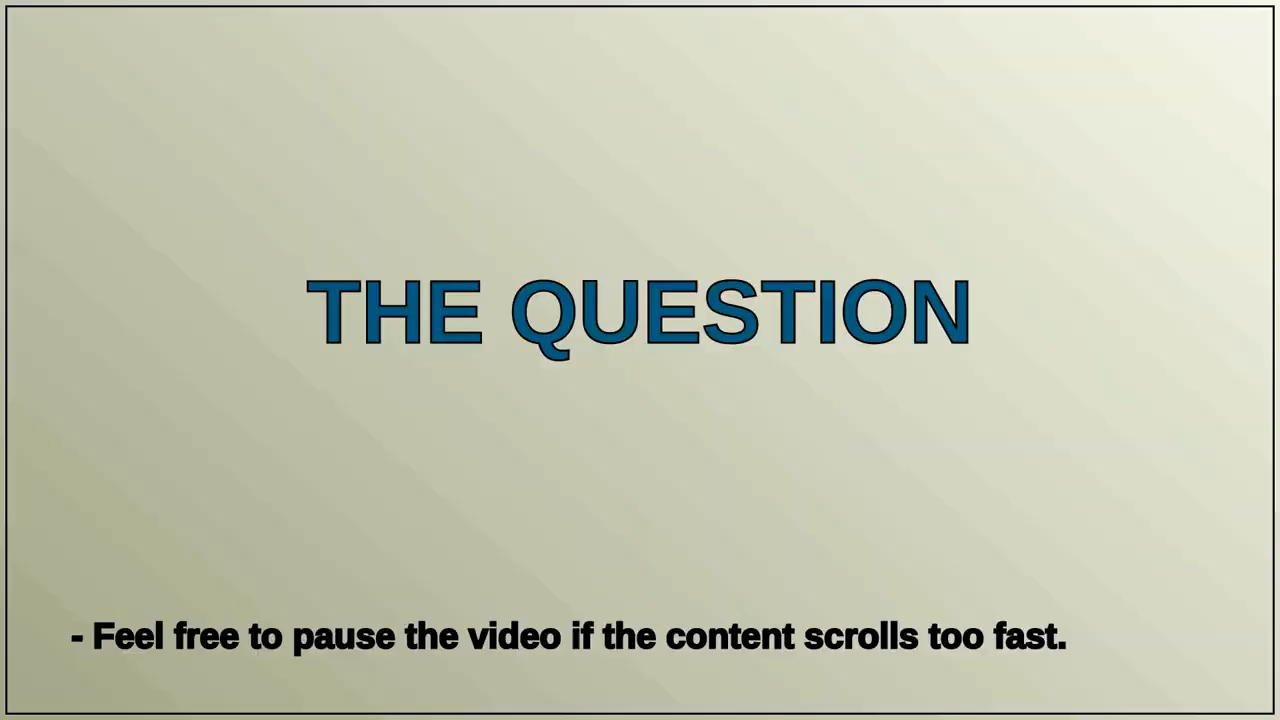 THE QUESTION
- Feel free to pause the video if the content scrolls too fast.